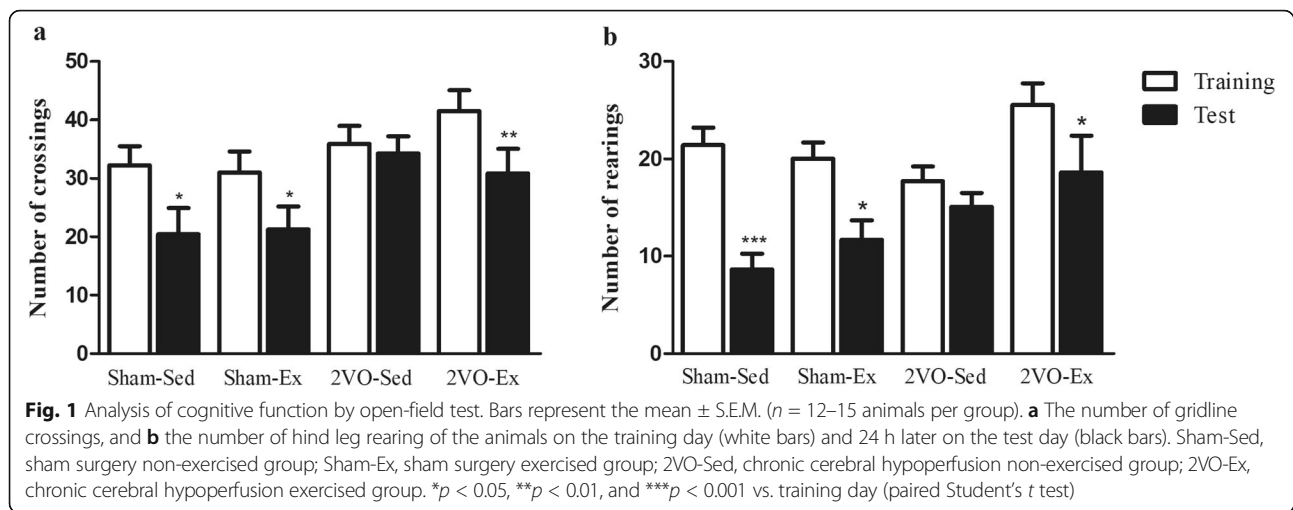 a
b
50
40
30
20
10
0
Number of crossings
*
*
**
Sham-Sed
Sham-Ex
2VO-Sed
2VO-Ex
30
20
10
0
Number of rearings
***
*
*
Sham-Sed
Sham-Ex
2VO-Sed
2VO-Ex
Training
Test
Fig. 1 Analysis of cognitive function by open-field test. Bars represent the mean ± S.E.M. (n = 12–15 animals per group). a The number of gridline
crossings, and b the number of hind leg rearing of the animals on the training day (white bars) and 24 h later on the test day (black bars). Sham-Sed,
sham surgery non-exercised group; Sham-Ex, sham surgery exercised group; 2VO-Sed, chronic cerebral hypoperfusion non-exercised group; 2VO-Ex,
chronic cerebral hypoperfusion exercised group. *p < 0.05, **p < 0.01, and ***p < 0.001 vs. training day (paired Student's t test)